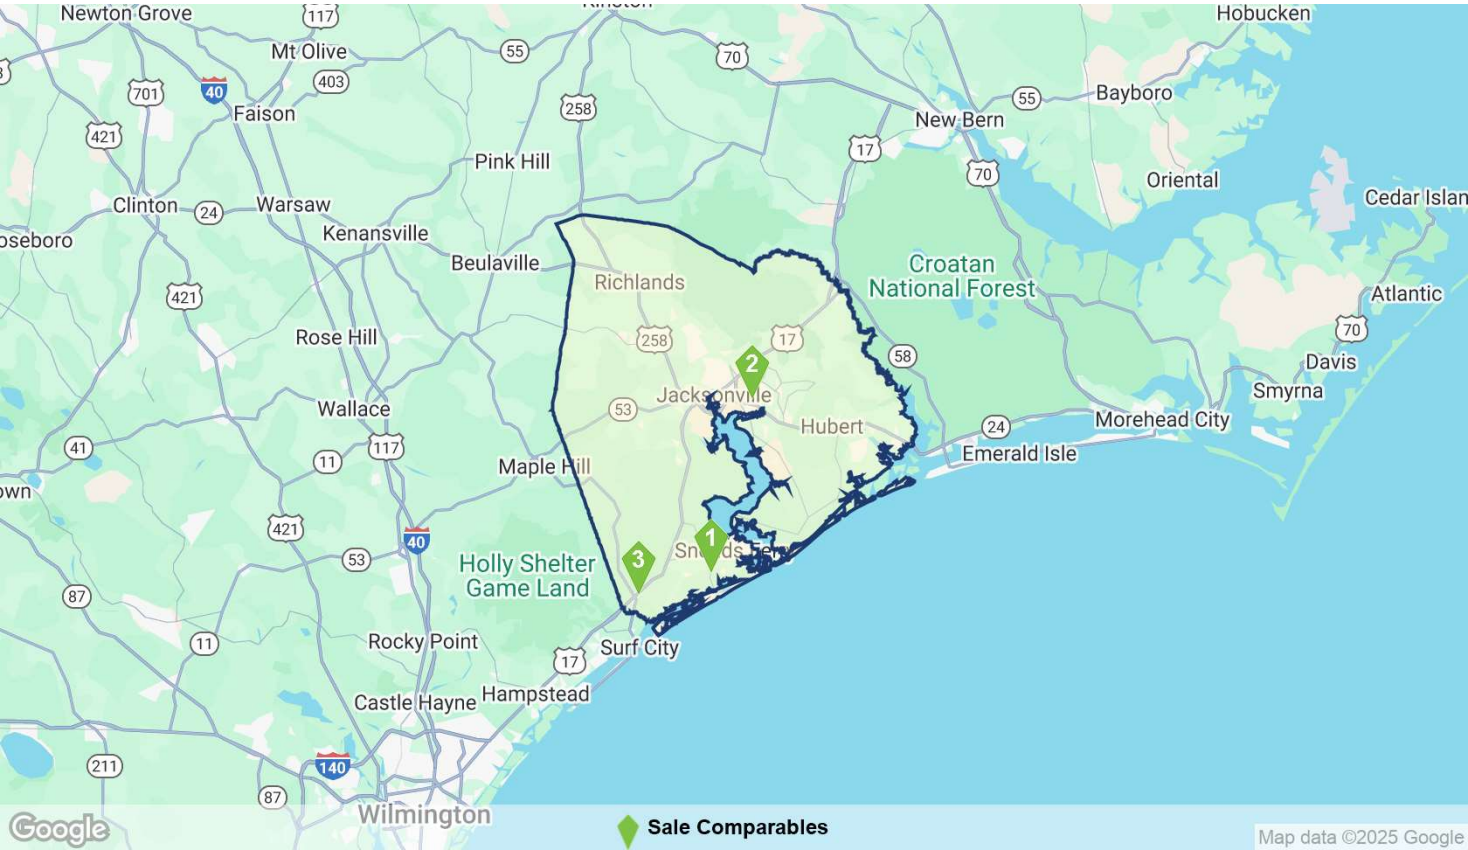 Newton Grove
117
Kinston
Hobucken
Mt Olive
55
70
403
701
40
258
Bayboro
55
Faison
New Bern
421
17
Pink Hill
70
Oriental
Clinton
24
Warsaw
Cedar Islan
Kenansville
oseboro
Beulaville
Croatan
National Forest
Richlands
421
Atlantic
Rose Hill
258
17
70
58
Davis
2
Smyrna
Jacksonville
Wallace
53
Hubert
24
Morehead City
41
117
Emerald Isle
11
Maple Hill
own
421
40
1
3
Sneads Ferry
53
Holly Shelter
Game Land
87
11
Rocky Point
Surf City
17
Castle Hayne
Hampstead
211
140
87
Wilmington
Google
Sale Comparables
Map data ©2025 Google